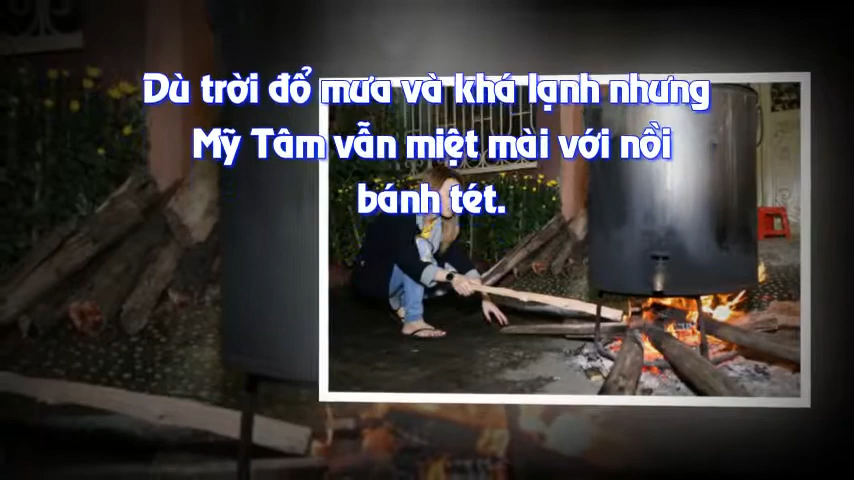 Dù trời đổ mưa và khá lạnh nhưng
Mỹ Tâm vẫn miệt mài với nồi
bánh tét.